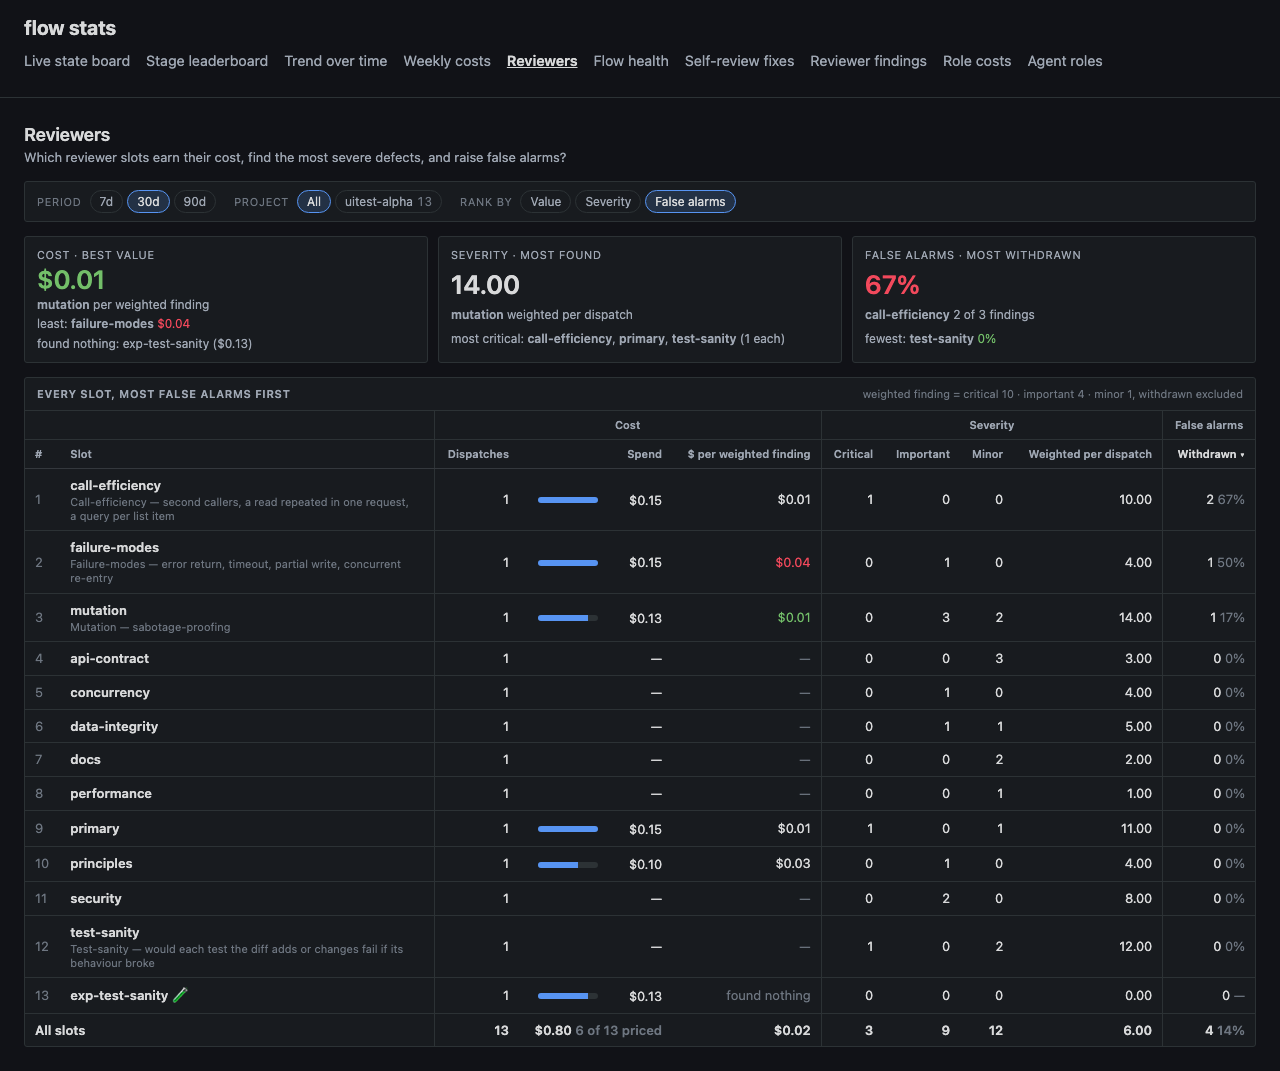 flow stats
Live state board Stage leaderboard Trend over time Weekly costs Reviewers Flow health Self-review fixes Reviewer findings Role costs Agent roles
Reviewers
Which reviewer slots earn their cost, find the most severe defects, and raise false alarms?
PERIOD 7d 30d 90d PROJECT All uitest-alpha 13 RANK BY Value Severity False alarms
COST · BEST VALUE
$0.01
mutation per weighted finding
least: failure-modes $0.04
found nothing: exp-test-sanity ($0.13)
SEVERITY · MOST FOUND
14.00
mutation weighted per dispatch
most critical: call-efficiency, primary, test-sanity (1 each)
FALSE ALARMS · MOST WITHDRAWN
67%
call-efficiency 2 of 3 findings
fewest: test-sanity 0%
EVERY SLOT, MOST FALSE ALARMS FIRST weighted finding = critical 10 · important 4 · minor 1, withdrawn excluded
Cost Severity False alarms
# Slot Dispatches Spend $ per weighted finding Critical Important Minor Weighted per dispatch Withdrawn ▾
1 call-efficiency 1 $0.15 $0.01 1 0 0 10.00 2 67%
Call-efficiency — second callers, a read repeated in one request,
a query per list item
2 failure-modes 1 $0.15 $0.04 0 1 0 4.00 1 50%
Failure-modes — error return, timeout, partial write, concurrent
re-entry
3 mutation 1 $0.13 $0.01 0 3 2 14.00 1 17%
Mutation — sabotage-proofing
4 api-contract 1 — — 0 0 3 3.00 0 0%
5 concurrency 1 — — 0 1 0 4.00 0 0%
6 data-integrity 1 — — 0 1 1 5.00 0 0%
7 docs 1 — — 0 0 2 2.00 0 0%
8 performance 1 — — 0 0 1 1.00 0 0%
9 primary 1 $0.15 $0.01 1 0 1 11.00 0 0%
10 principles 1 $0.10 $0.03 0 1 0 4.00 0 0%
11 security 1 — — 0 2 0 8.00 0 0%
12 test-sanity 1 — — 1 0 2 12.00 0 0%
Test-sanity — would each test the diff adds or changes fail if its
behaviour broke
13 exp-test-sanity 🧪 1 $0.13 found nothing 0 0 0 0.00 0 —
All slots 13 $0.80 6 of 13 priced $0.02 3 9 12 6.00 4 14%